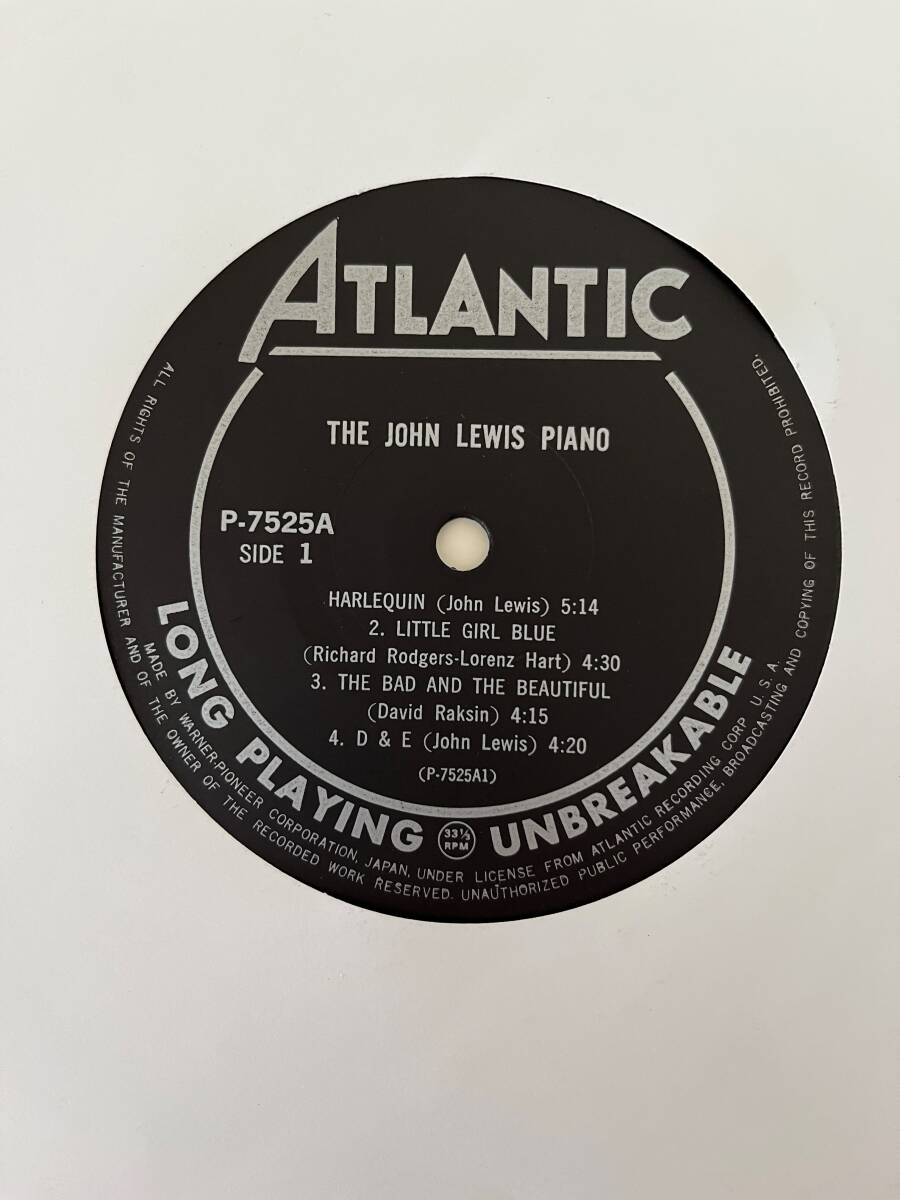 ATLANTIC
THE JOHN LEWIS PIANO
P-7525A
SIDE 1
HARLEQUIN (John Lewis) 5:14
2. LITTLE GIRL BLUE
(Richard Rodgers-Lorenz Hart) 4:30
3. THE BAD AND THE BEAUTIFUL
(David Raksin) 4:15
4. D & E (John Lewis) 4:20
(P-7525A1)
LONG PLAYING 33⅓ RPM UNBREAKABLE
MADE BY WARNER-PIONEER CORPORATION, JAPAN, UNDER LICENSE FROM ATLANTIC RECORDING CORP U.S.A.
ALL RIGHTS OF THE MANUFACTURER AND OF THE OWNER OF THE RECORDED WORK RESERVED. UNAUTHORIZED PUBLIC PERFORMANCE, BROADCASTING AND COPYING OF THIS RECORD PROHIBITED.